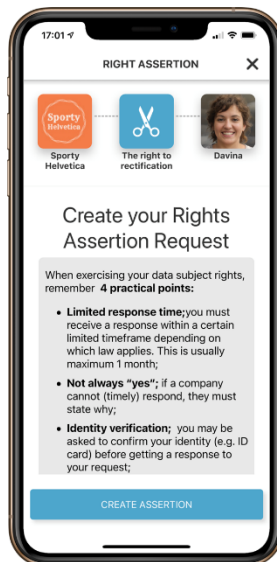 17:01
RIGHT ASSERTION
Sporty
Helvetica
Sporty
Helvetica
The right to
rectification
Davina
Create your Rights
Assertion Request
When exercising your data subject rights,
remember 4 practical points:
Limited response time;you must
receive a response within a certain
limited timeframe depending on
which law applies. This is usually
maximum 1 month;
Not always “yes”; if a company
cannot (timely) respond, they must
state why;
Identity verification; you may be
asked to confirm your identity (e.g. ID
card) before getting a response to
your request;
CREATE ASSERTION